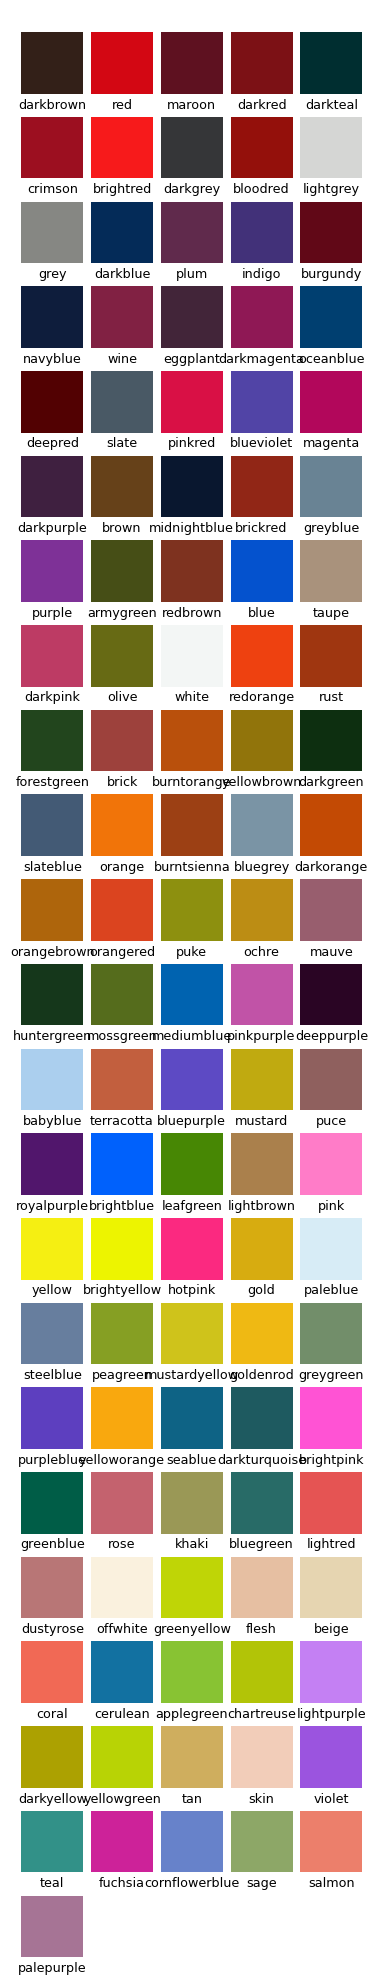 darkbrown red maroon darkred darkteal
crimson brightred darkgrey bloodred lightgrey
grey darkblue plum indigo burgundy
navyblue wine eggplant darkmagenta oceanblue
deepred slate pinkred blueviolet magenta
darkpurple brown midnightblue brickred greyblue
purple armygreen redbrown blue taupe
darkpink olive white redorange rust
forestgreen brick burntorange yellowbrown darkgreen
slateblue orange burntsienna bluegrey darkorange
orangebrown orangered puke ochre mauve
huntergreen mossgreen mediumblue pinkpurple deeppurple
babyblue terracotta bluepurple mustard puce
royalpurple brightblue leafgreen lightbrown pink
yellow brightyellow hotpink gold paleblue
steelblue peagreen mustardyellow goldenrod greygreen
purpleblue yelloworange seablue darkturquoise brightpink
greenblue rose khaki bluegreen lightred
dustyrose offwhite greenyellow flesh beige
coral cerulean applegreen chartreuse lightpurple
darkyellow yellowgreen tan skin violet
teal fuchsia cornflowerblue sage salmon
palepurple